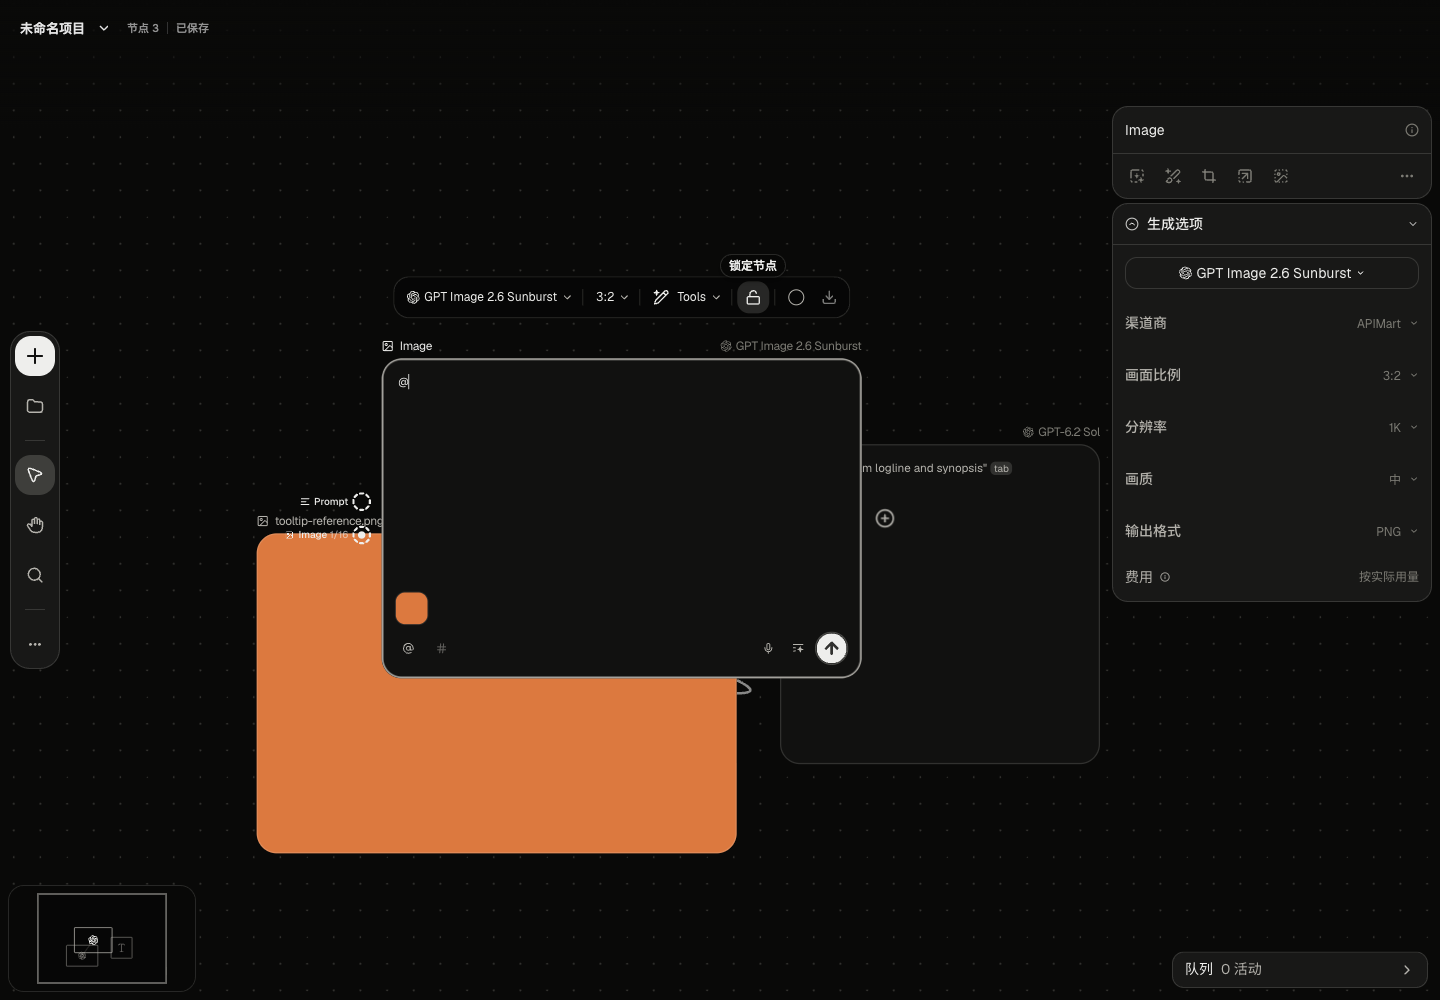 未命名项目
节点 3 | 已保存
Image
生成选项
GPT Image 2.6 Sunburst
渠道商 APIMart
画面比例 3:2
分辨率 1K
画质 中
输出格式 PNG
费用 按实际用量
锁定节点
GPT Image 2.6 Sunburst 3:2 Tools
Image GPT Image 2.6 Sunburst
@
GPT-6.2 Sol
m logline and synopsis" tab
Prompt
tooltip-reference.png
Image 1/16
@ #
T
队列 0 活动